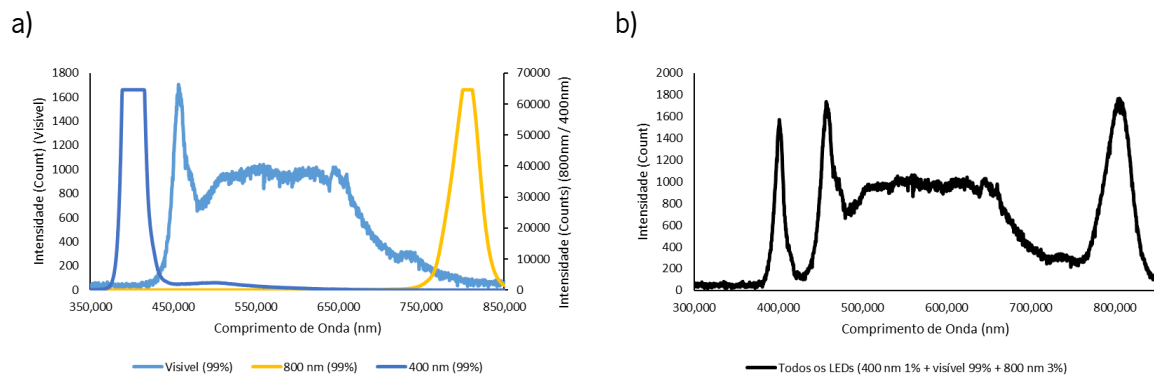 a)
Intensidade (Count) (Visível)
1800
1600
1400
1200
1000
800
600
400
200
0
70000
60000
50000
40000
30000
20000
10000
0
Intensidade (Counts) (800nm / 400nm)
350,000 450,000 550,000 650,000 750,000 850,000
Comprimento de Onda (nm)
Visivel (99%) 800 nm (99%) 400 nm (99%)
b)
Intensidade (Count)
2000
1800
1600
1400
1200
1000
800
600
400
200
0
300,000 400,000 500,000 600,000 700,000 800,000
Comprimento de Onda (nm)
Todos os LEDs (400 nm 1% + visível 99% + 800 nm 3%)